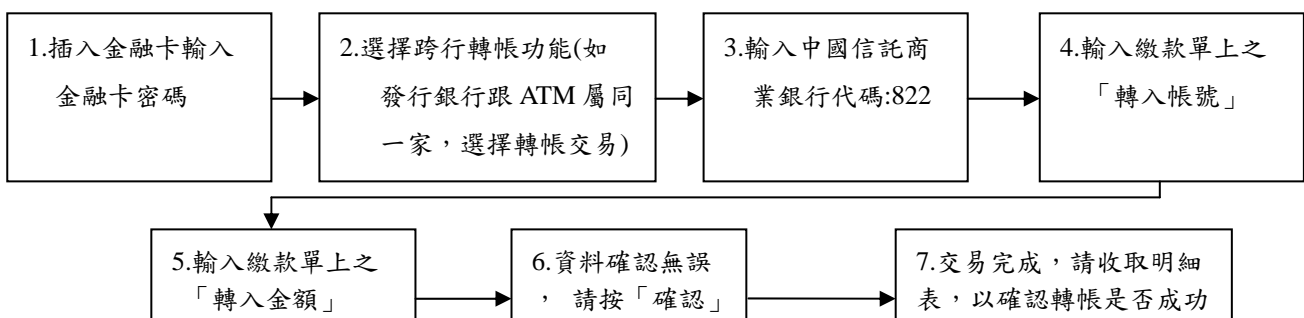 1.插入金融卡輸入
金融卡密碼
2.選擇跨行轉帳功能(如
發行銀行跟 ATM 屬同
一家，選擇轉帳交易)
3.輸入中國信託商
業銀行代碼:822
4.輸入繳款單上之
「轉入帳號」
5.輸入繳款單上之
「轉入金額」
6.資料確認無誤
，請按「確認」
7.交易完成，請收取明細
表，以確認轉帳是否成功